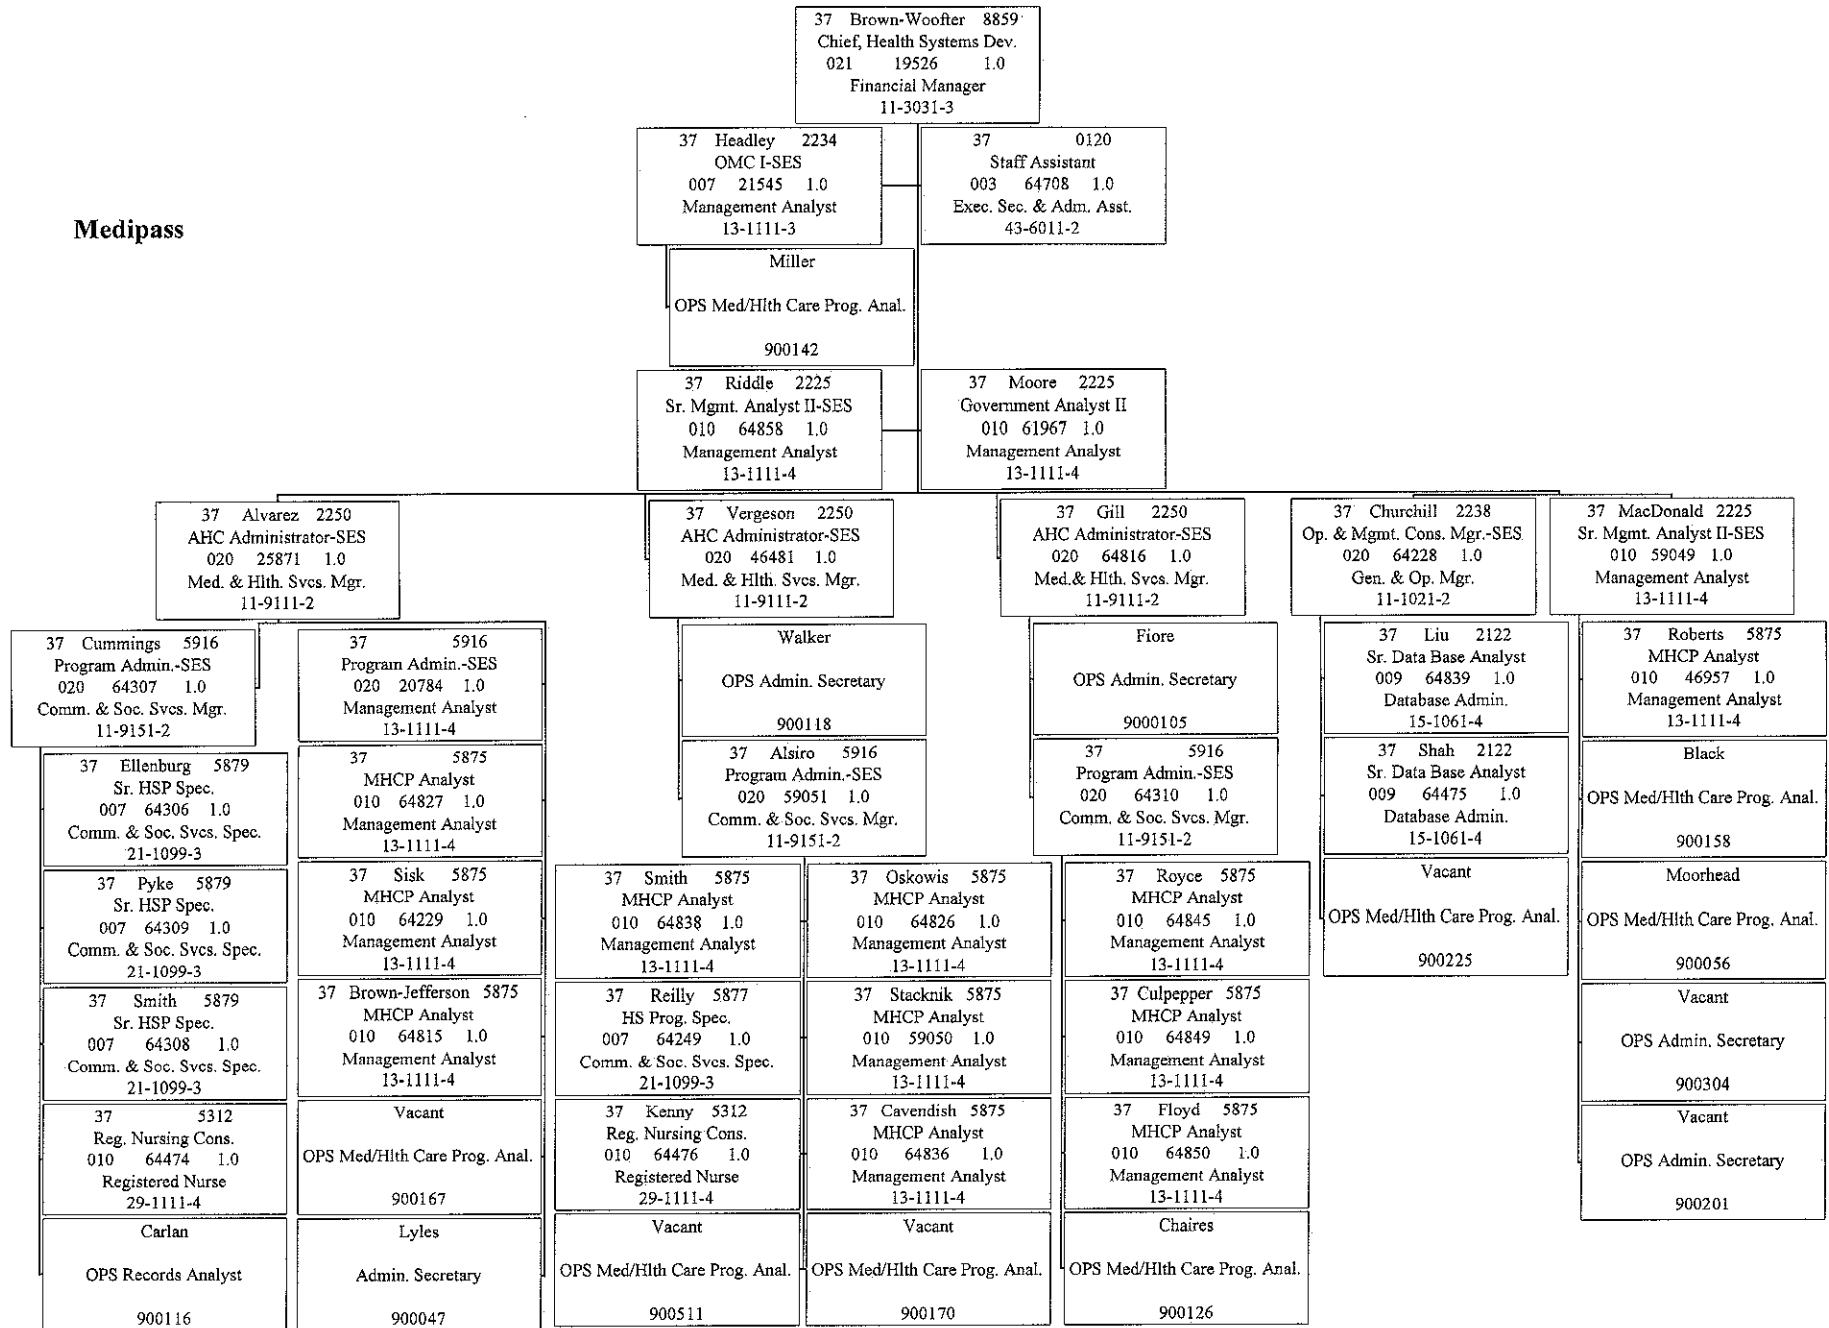 37 Brown-Woofter 8859
Chief, Health Systems Dev.
021 19526 1.0
Financial Manager
11-3031-3
37 Headley 2234
OMC I-SES
007 21545 1.0
Management Analyst
13-1111-3
37 0120
Staff Assistant
003 64708 1.0
Exec. Sec. & Adm. Asst.
43-6011-2
Medipass
Miller
OPS Med/Hlth Care Prog. Anal.
900142
37 Riddle 2225
Sr. Mgmt. Analyst II-SES
010 64858 1.0
Management Analyst
13-1111-4
37 Moore 2225
Government Analyst II
010 61967 1.0
Management Analyst
13-1111-4
37 Alvarez 2250
AHC Administrator-SES
020 25871 1.0
Med. & Hlth. Svcs. Mgr.
11-9111-2
37 Vergeson 2250
AHC Administrator-SES
020 46481 1.0
Med. & Hlth. Svcs. Mgr.
11-9111-2
37 Gill 2250
AHC Administrator-SES
020 64816 1.0
Med.& Hlth. Svcs. Mgr.
11-9111-2
37 Churchill 2238
Op. & Mgmt. Cons. Mgr.-SES
020 64228 1.0
Gen. & Op. Mgr.
11-1021-2
37 MacDonald 2225
Sr. Mgmt. Analyst II-SES
010 59049 1.0
Management Analyst
13-1111-4
37 Cummings 5916
Program Admin.-SES
020 64307 1.0
Comm. & Soc. Svcs. Mgr.
11-9151-2
37 Ellenburg 5879
Sr. HSP Spec.
007 64306 1.0
Comm. & Soc. Svcs. Spec.
21-1099-3
37 Pyke 5879
Sr. HSP Spec.
007 64309 1.0
Comm. & Soc. Svcs. Spec.
21-1099-3
37 Smith 5879
Sr. HSP Spec.
007 64308 1.0
Comm. & Soc. Svcs. Spec.
21-1099-3
37 5312
Reg. Nursing Cons.
010 64474 1.0
Registered Nurse
29-1111-4
Carlan
OPS Records Analyst
900116
37 5916
Program Admin.-SES
020 20784 1.0
Management Analyst
13-1111-4
37 5875
MHCP Analyst
010 64827 1.0
Management Analyst
13-1111-4
37 Sisk 5875
MHCP Analyst
010 64229 1.0
Management Analyst
13-1111-4
37 Brown-Jefferson 5875
MHCP Analyst
010 64815 1.0
Management Analyst
13-1111-4
Vacant
OPS Med/Hlth Care Prog. Anal.
900167
Lyles
Admin. Secretary
900047
Walker
OPS Admin. Secretary
900118
37 Alsiro 5916
Program Admin.-SES
020 59051 1.0
Comm. & Soc. Svcs. Mgr.
11-9151-2
37 Smith 5875
MHCP Analyst
010 64838 1.0
Management Analyst
13-1111-4
37 Reilly 5877
HS Prog. Spec.
007 64249 1.0
Comm. & Soc. Svcs. Spec.
21-1099-3
37 Kenny 5312
Reg. Nursing Cons.
010 64476 1.0
Registered Nurse
29-1111-4
Vacant
OPS Med/Hlth Care Prog. Anal.
900511
37 Oskowis 5875
MHCP Analyst
010 64826 1.0
Management Analyst
13-1111-4
37 Stacknik 5875
MHCP Analyst
010 59050 1.0
Management Analyst
13-1111-4
37 Cavendish 5875
MHCP Analyst
010 64836 1.0
Management Analyst
13-1111-4
Vacant
OPS Med/Hlth Care Prog. Anal.
900170
Fiore
OPS Admin. Secretary
9000105
37 5916
Program Admin.-SES
020 64310 1.0
Comm. & Soc. Svcs. Mgr.
11-9151-2
37 Royce 5875
MHCP Analyst
010 64845 1.0
Management Analyst
13-1111-4
37 Culpepper 5875
MHCP Analyst
010 64849 1.0
Management Analyst
13-1111-4
37 Floyd 5875
MHCP Analyst
010 64850 1.0
Management Analyst
13-1111-4
Chaires
OPS Med/Hlth Care Prog. Anal.
900126
37 Liu 2122
Sr. Data Base Analyst
009 64839 1.0
Database Admin.
15-1061-4
37 Shah 2122
Sr. Data Base Analyst
009 64475 1.0
Database Admin.
15-1061-4
Vacant
OPS Med/Hlth Care Prog. Anal.
900225
37 Roberts 5875
MHCP Analyst
010 46957 1.0
Management Analyst
13-1111-4
Black
OPS Med/Hlth Care Prog. Anal.
900158
Moorhead
OPS Med/Hlth Care Prog. Anal.
900056
Vacant
OPS Admin. Secretary
900304
Vacant
OPS Admin. Secretary
900201